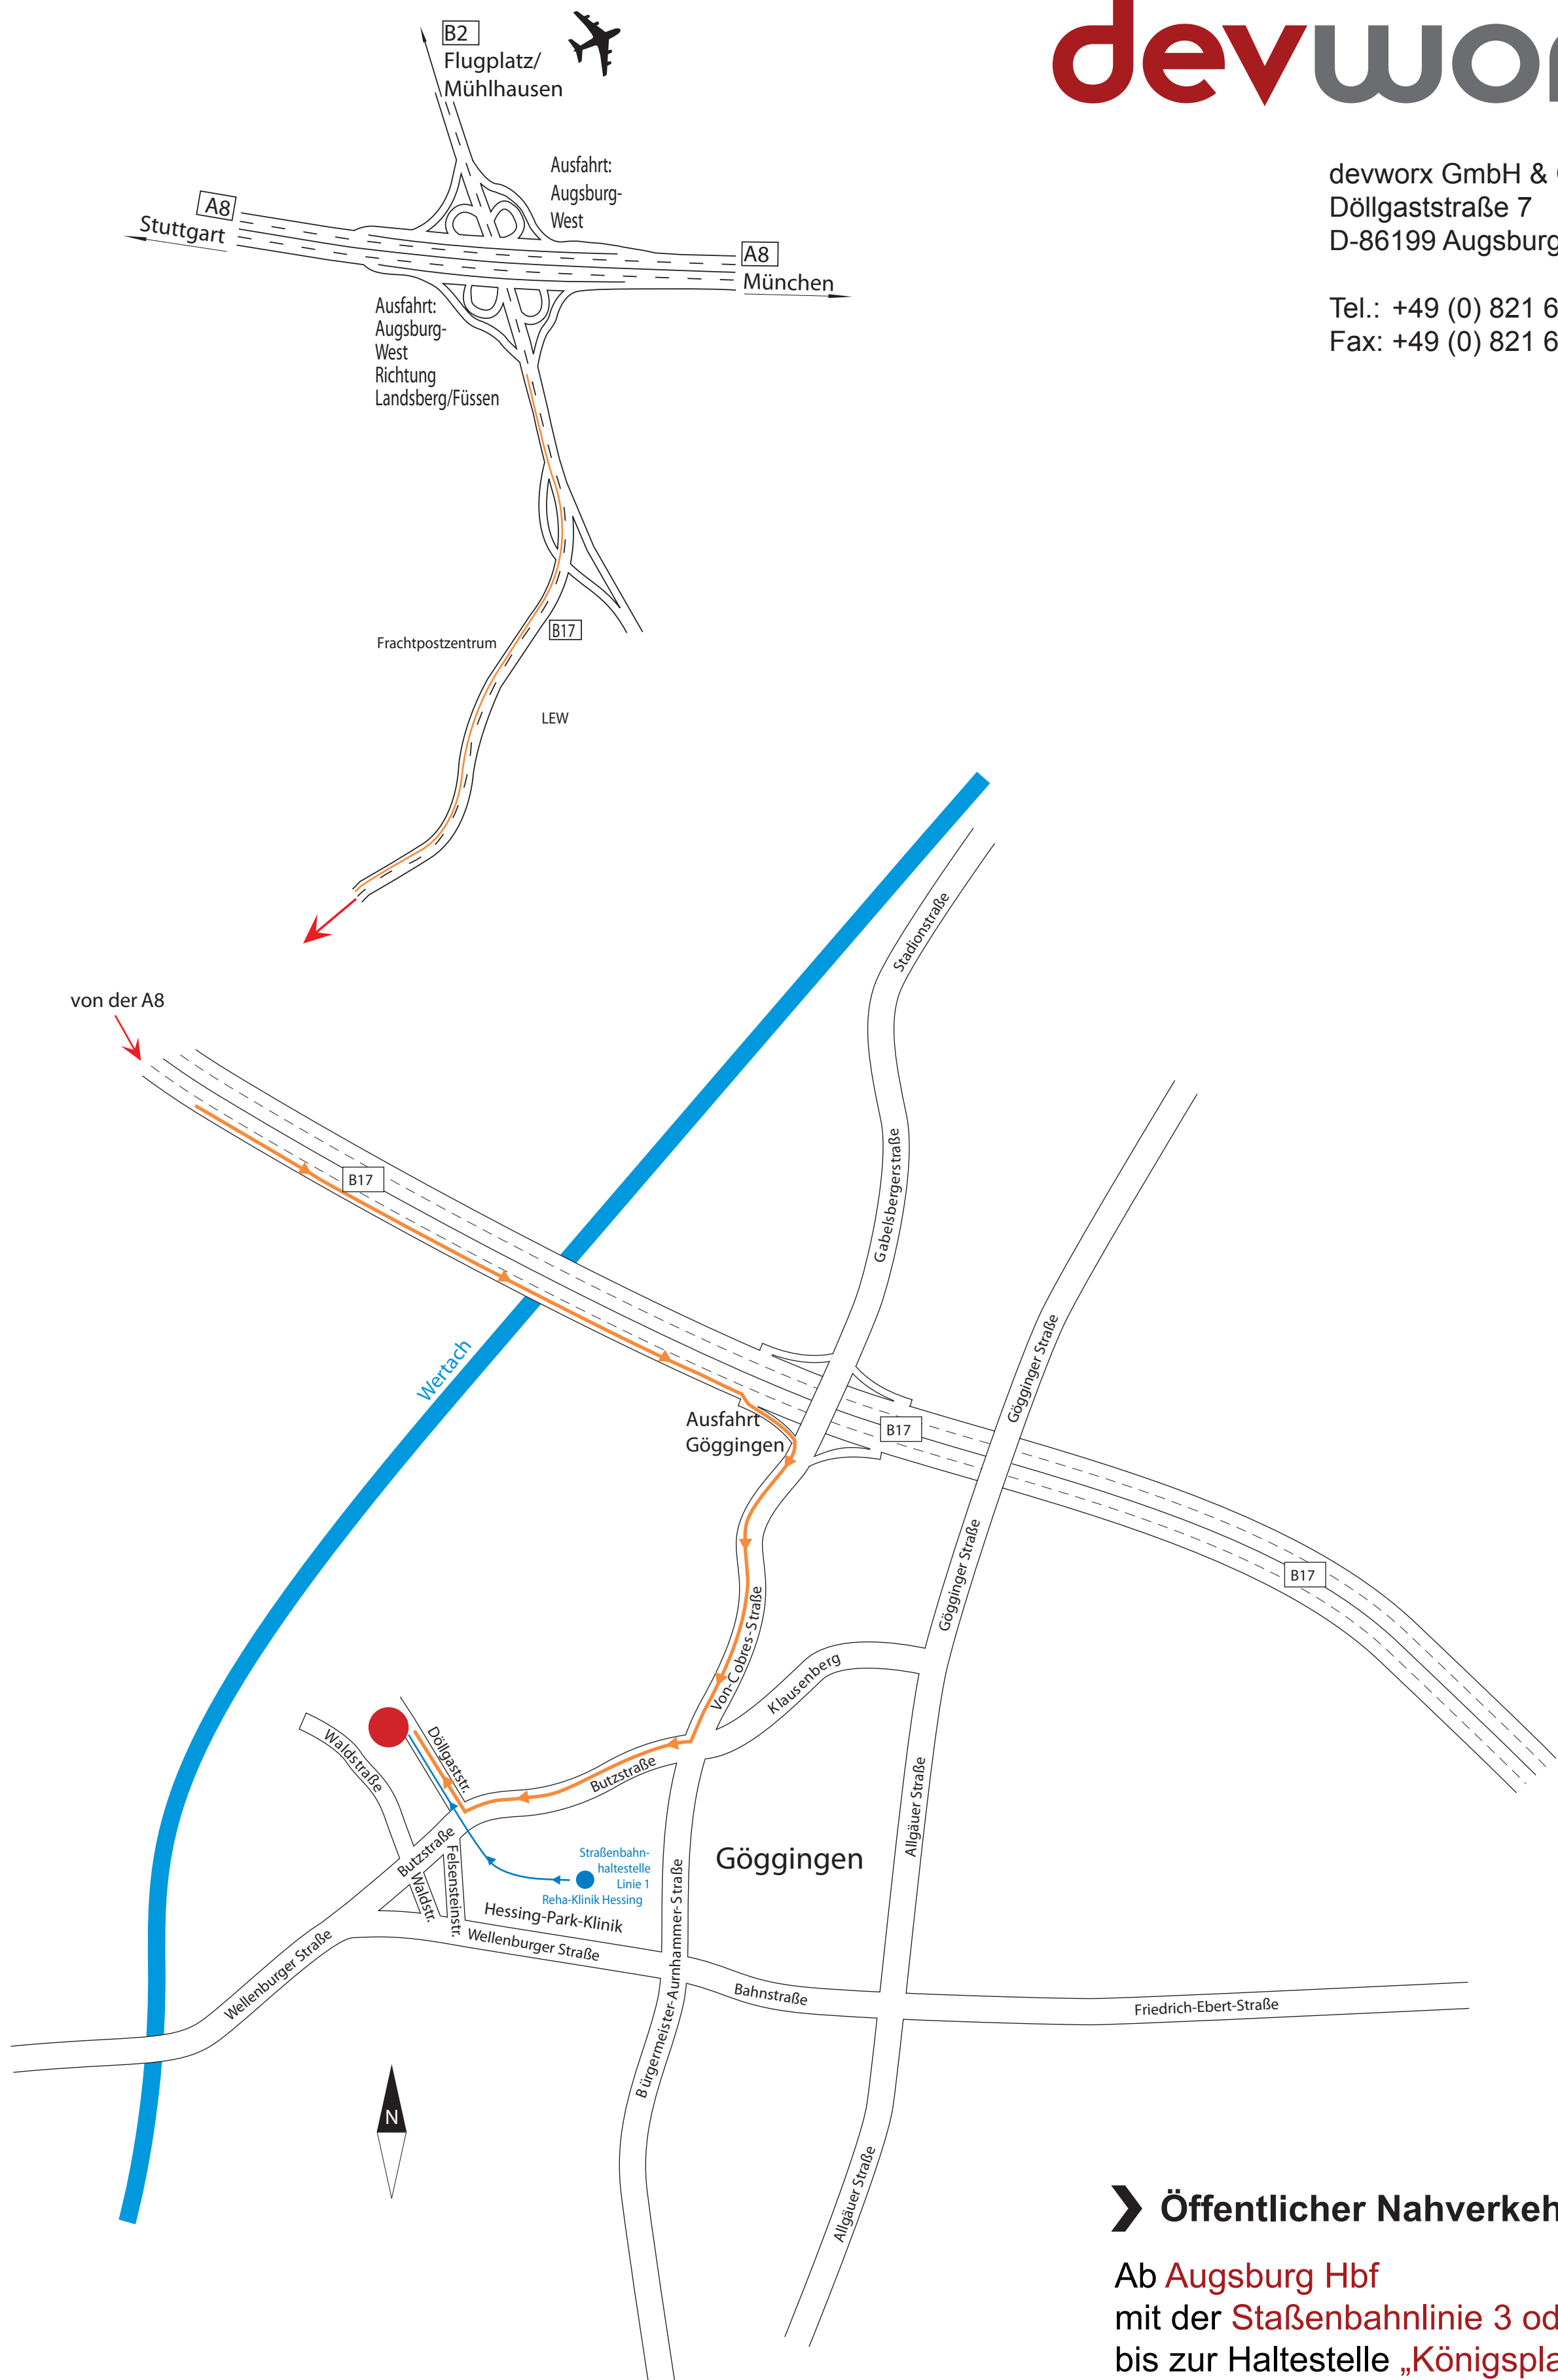 B2
Flugplatz/
Mühlhausen
devwor
Ausfahrt:
Augsburg-
West
devworx GmbH &
Döllgaststraße 7
D-86199 Augsburg
Tel.: +49 (0) 821 6
Fax: +49 (0) 821 6
A8
Stuttgart
A8
München
Ausfahrt:
Augsburg-
West
Richtung
Landsberg/Füssen
B17
Frachtpostzentrum
LEW
Stadionstraße
von der A8
B17
Gabelsbergerstraße
Wertach
Gögginger Straße
Ausfahrt
Göggingen
B17
Gögginger Straße
B17
Von-Cobres-Straße
Klausenberg
Döllgaststr.
Waldstraße
Butzstraße
Allgäuer Straße
Butzstraße
Felsensteinstr.
Waldstr.
Straßenbahn-
haltestelle
Linie 1
Reha-Klinik Hessing
Göggingen
Hessing-Park-Klinik
Wellenburger Straße
Wellenburger Straße
Bürgermeister-Aurnhammer-Straße
Bahnstraße
Friedrich-Ebert-Straße
N
Allgäuer Straße
Öffentlicher Nahverkeh
Ab Augsburg Hbf
mit der Staßenbahnlinie 3 od
bis zur Haltestelle „Königspla